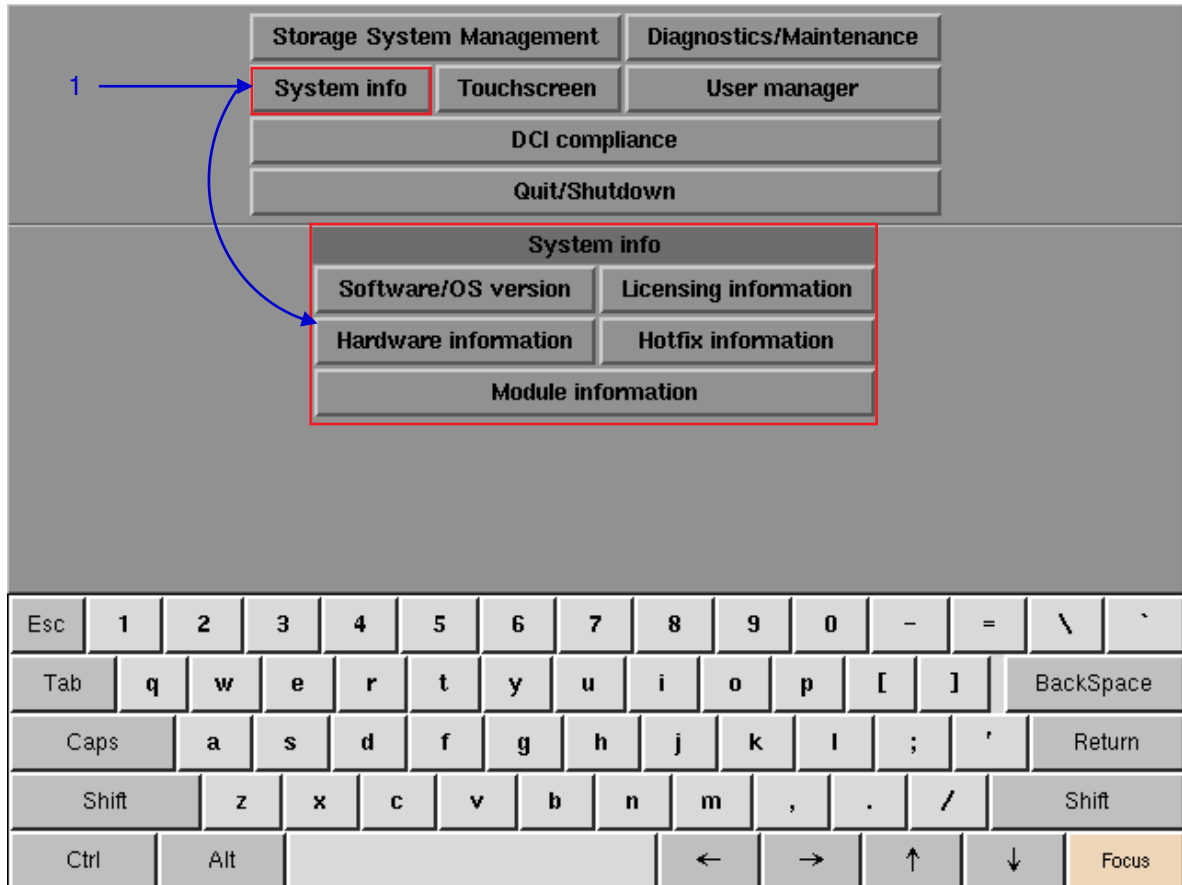 Storage System Management Diagnostics/Maintenance
1 System info Touchscreen User manager
DCI compliance
Quit/Shutdown
System info
Software/OS version Licensing information
Hardware information Hotfix information
Module information
Esc 1 2 3 4 5 6 7 8 9 0 - = \ `
Tab q w e r t y u i o p [ ] BackSpace
Caps a s d f g h j k l ; ' Return
Shift z x c v b n m , . / Shift
Ctrl Alt ← → ↑ ↓ Focus